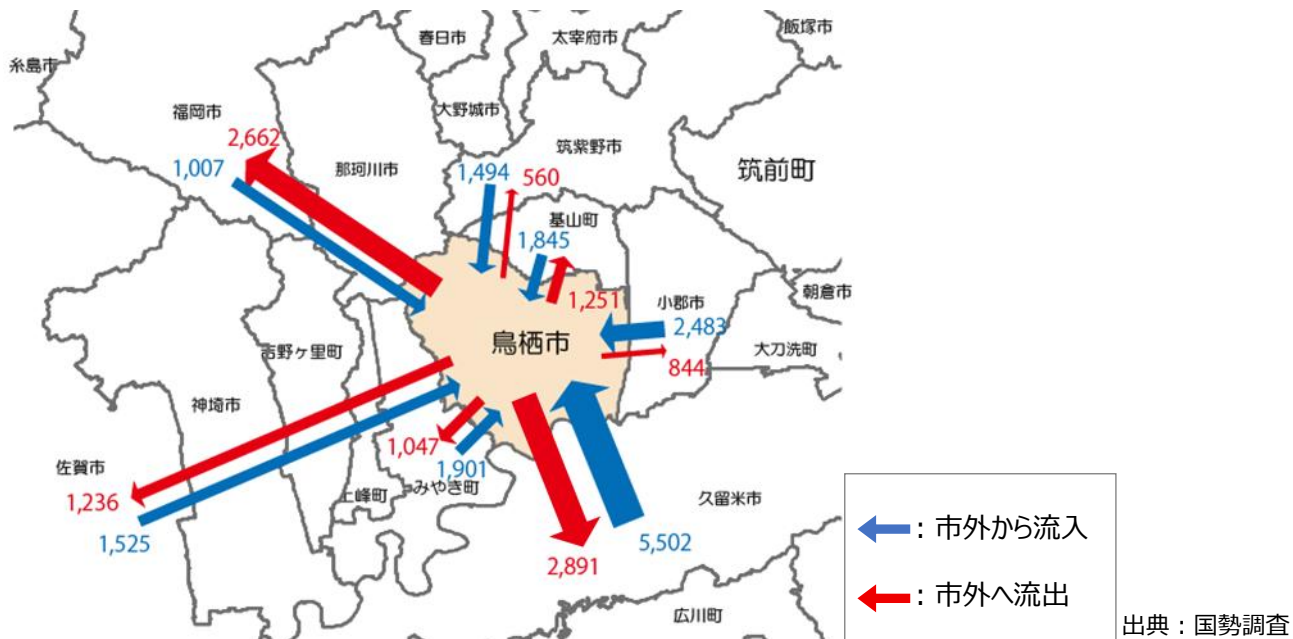 飯塚市
春日市
太宰府市
糸島市
大野城市
福岡市
2,662
筑紫野市
1,007
那珂川市
1,494
560
筑前町
基山町
1,845
1,251
朝倉市
小郡市
2,483
鳥栖市
大刀洗町
844
吉野ヶ里町
神埼市
1,047
佐賀市
1,236
1,901
上峰町
みやき町
久留米市
1,525
5,502
2,891
：市外から流入
：市外へ流出
広川町
出典：国勢調査